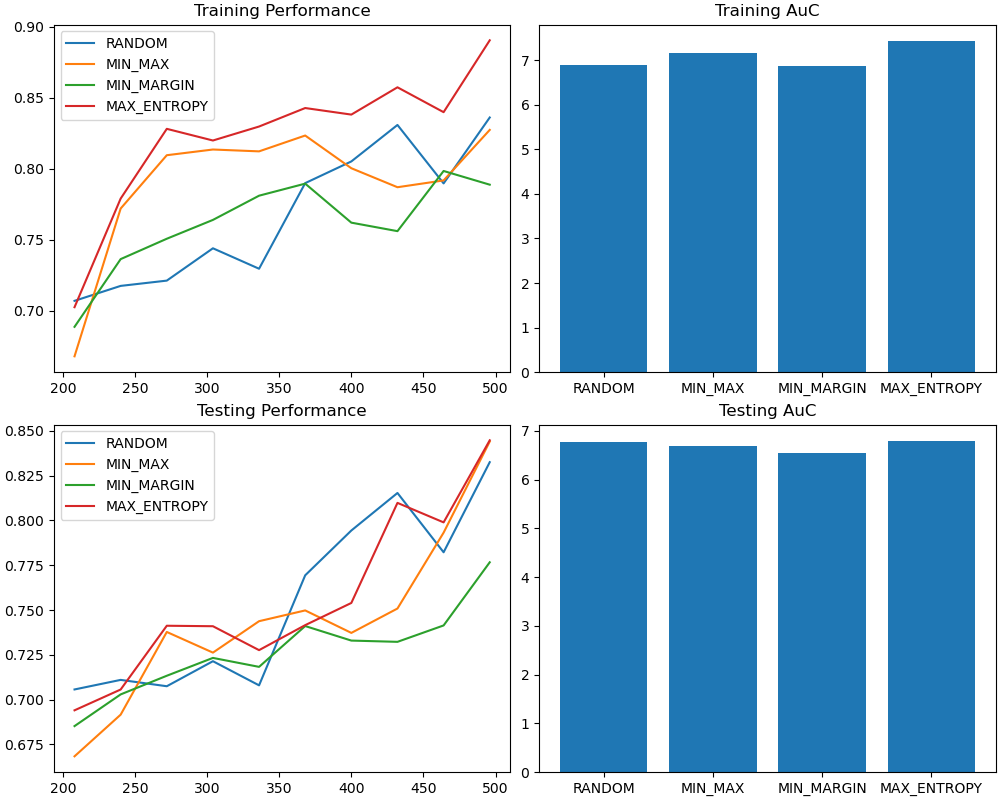 Training Performance
0.90
0.85
0.80
0.75
0.70
RANDOM
MIN_MAX
MIN_MARGIN
MAX_ENTROPY
200 250 300 350 400 450 500
Training AuC
7
6
5
4
3
2
1
0
RANDOM MIN_MAX MIN_MARGIN MAX_ENTROPY
Testing Performance
0.850
0.825
0.800
0.775
0.750
0.725
0.700
0.675
RANDOM
MIN_MAX
MIN_MARGIN
MAX_ENTROPY
200 250 300 350 400 450 500
Testing AuC
7
6
5
4
3
2
1
0
RANDOM MIN_MAX MIN_MARGIN MAX_ENTROPY